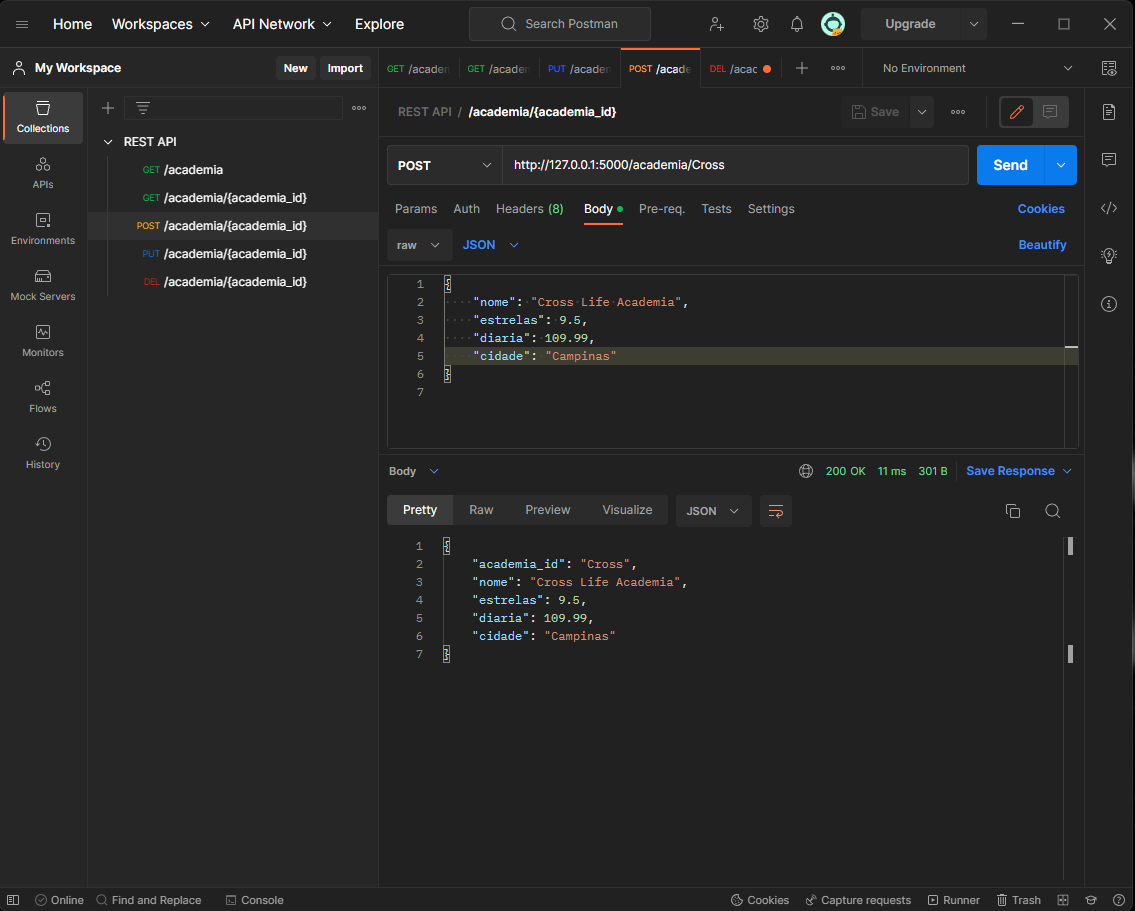 Home Workspaces API Network Explore Search Postman Upgrade
My Workspace New Import GET /academ GET /academ PUT /academ POST /acade DEL /acac No Environment
Collections
APIs
Environments
Mock Servers
Monitors
Flows
History
REST API
GET /academia
GET /academia/{academia_id}
POST /academia/{academia_id}
PUT /academia/{academia_id}
DEL /academia/{academia_id}
REST API / /academia/{academia_id} Save
POST http://127.0.0.1:5000/academia/Cross Send
Params Auth Headers (8) Body Pre-req. Tests Settings Cookies
raw JSON Beautify
1 {
2 "nome": "Cross Life Academia",
3 "estrelas": 9.5,
4 "diaria": 109.99,
5 "cidade": "Campinas"
6 }
7
Body 200 OK 11 ms 301 B Save Response
Pretty Raw Preview Visualize JSON
1 {
2 "academia_id": "Cross",
3 "nome": "Cross Life Academia",
4 "estrelas": 9.5,
5 "diaria": 109.99,
6 "cidade": "Campinas"
7 }
Online Find and Replace Console Cookies Capture requests Runner Trash